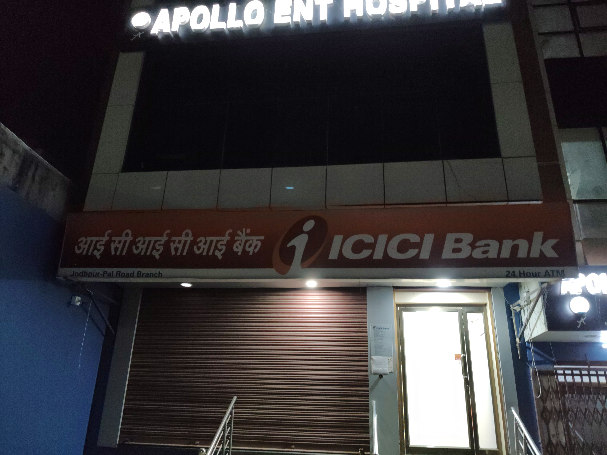 APOLLO ENT HOSPITAL
आई सी आई सी आई बैंक i ICICI Bank
Jodhpur-Pal Road Branch
24 Hour ATM